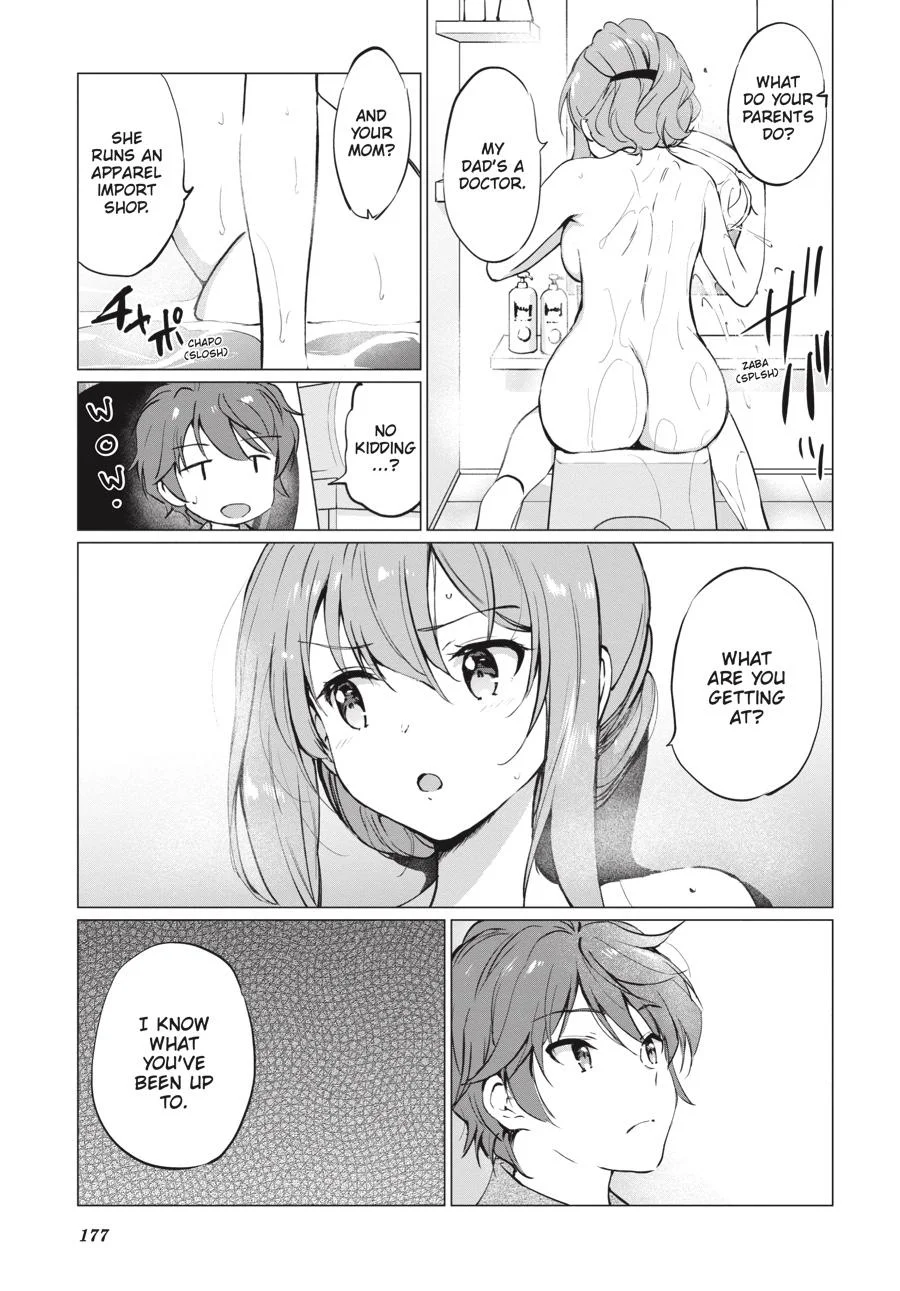 WHAT
DO YOUR
PARENTS
DO?
MY
DAD'S A
DOCTOR.
ZABA
(SPLSH)
AND
YOUR
MOM?
SHE
RUNS AN
APPAREL
IMPORT
SHOP.
チャポ
CHAPO
(SLOSH)
NO
KIDDING
...?
WOW.
WHAT
ARE YOU
GETTING
AT?
I KNOW
WHAT
YOU'VE
BEEN UP
TO.
177